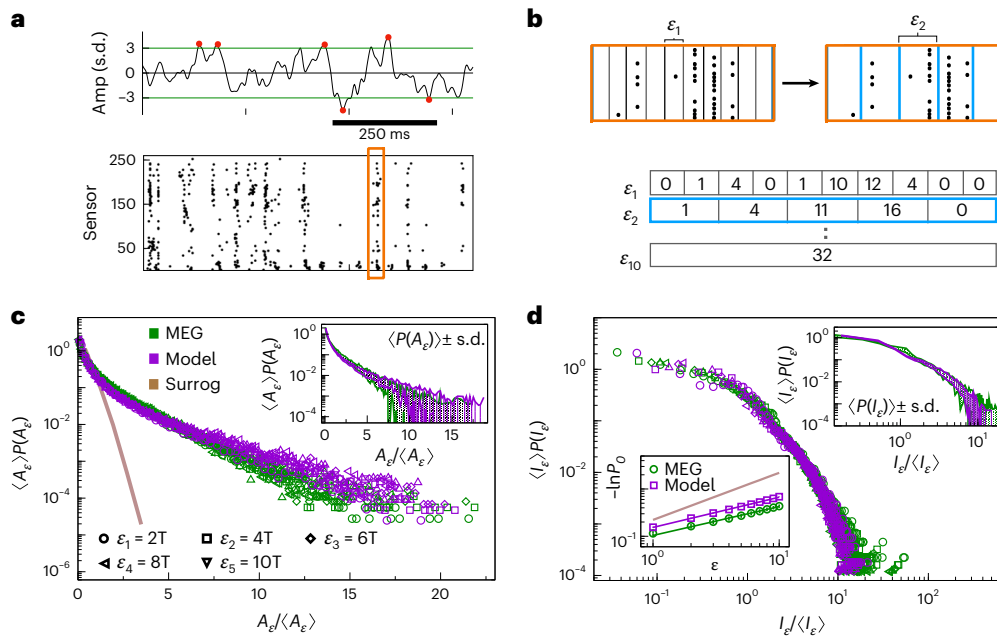 a
Amp (s.d.)
3
0
−3
250 ms
Sensor
250
150
50
b
ε1
ε2
ε1 0 1 4 0 1 10 12 4 0 0
ε2 1 4 11 16 0
⋮
ε10 32
c
⟨Aε⟩P(Aε)
10^0
10^−2
10^−4
10^−6
MEG
Model
Surrog
ε1 = 2T ε2 = 4T ε3 = 6T
ε4 = 8T ε5 = 10T
0 5 10 15 20
Aε/⟨Aε⟩
⟨Aε⟩P(Aε)
10^0
10^−2
10^−4
⟨P(Aε)⟩± s.d.
0 5 10 15
Aε/⟨Aε⟩
d
⟨Iε⟩P(Iε)
10^0
10^−2
10^−4
10^−1 10^0 10^1 10^2
Iε/⟨Iε⟩
⟨Iε⟩P(Iε)
10^0
10^−2
10^−4
⟨P(Iε)⟩± s.d.
10^0 10^1
Iε/⟨Iε⟩
−lnP0
MEG
Model
10^−1
10^0 10^1
ε